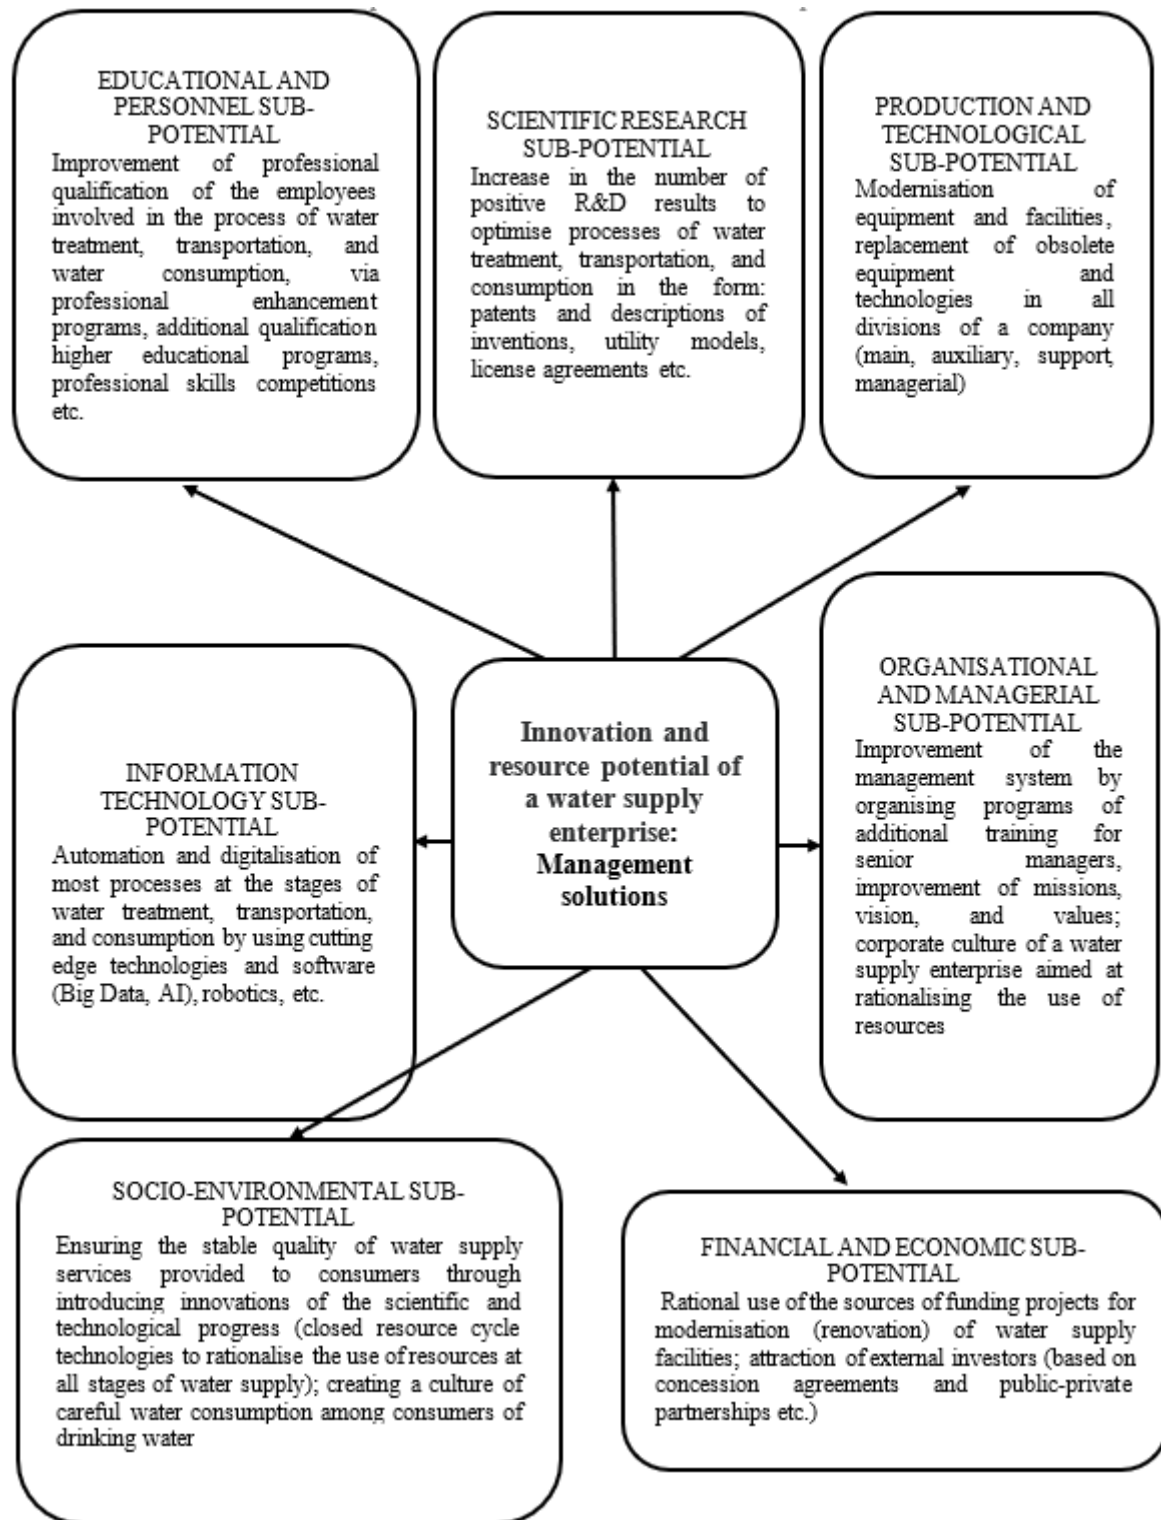 EDUCATIONAL AND
PERSONNEL SUB-
POTENTIAL
Improvement of professional
qualification of the employees
involved in the process of water
treatment, transportation, and
water consumption, via
professional enhancement
programs, additional qualification
higher educational programs,
professional skills competitions
etc.
SCIENTIFIC RESEARCH
SUB-POTENTIAL
Increase in the number of
positive R&D results to
optimise processes of water
treatment, transportation, and
consumption in the form:
patents and descriptions of
inventions, utility models,
license agreements etc.
PRODUCTION AND
TECHNOLOGICAL
SUB-POTENTIAL
Modernisation of
equipment and facilities,
replacement of obsolete
equipment and
technologies in all
divisions of a company
(main, auxiliary, support,
managerial)
INFORMATION
TECHNOLOGY SUB-
POTENTIAL
Automation and digitalisation of
most processes at the stages of
water treatment, transportation,
and consumption by using cutting
edge technologies and software
(Big Data, AI), robotics, etc.
Innovation and
resource potential of
a water supply
enterprise:
Management
solutions
ORGANISATIONAL
AND MANAGERIAL
SUB-POTENTIAL
Improvement of the
management system by
organising programs of
additional training for
senior managers,
improvement of missions,
vision, and values;
corporate culture of a water
supply enterprise aimed at
rationalising the use of
resources
SOCIO-ENVIRONMENTAL SUB-
POTENTIAL
Ensuring the stable quality of water supply
services provided to consumers through
introducing innovations of the scientific and
technological progress (closed resource cycle
technologies to rationalise the use of resources at
all stages of water supply); creating a culture of
careful water consumption among consumers of
drinking water
FINANCIAL AND ECONOMIC SUB-
POTENTIAL
Rational use of the sources of funding projects for
modernisation (renovation) of water supply
facilities; attraction of external investors (based on
concession agreements and public-private
partnerships etc.)